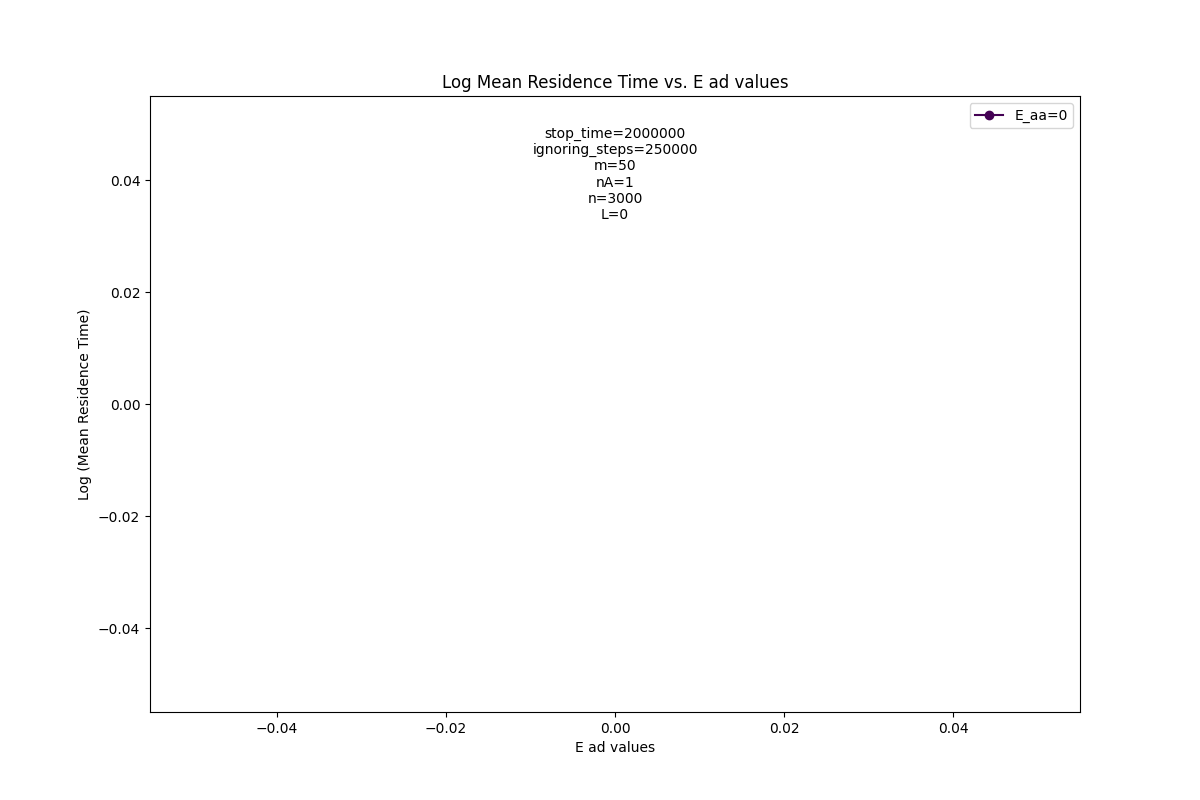 Log Mean Residence Time vs. E ad values
E_aa=0
stop_time=2000000
ignoring_steps=250000
m=50
nA=1
n=3000
L=0
Log (Mean Residence Time)
0.04
0.02
0.00
−0.02
−0.04
−0.04
−0.02
0.00
0.02
0.04
E ad values